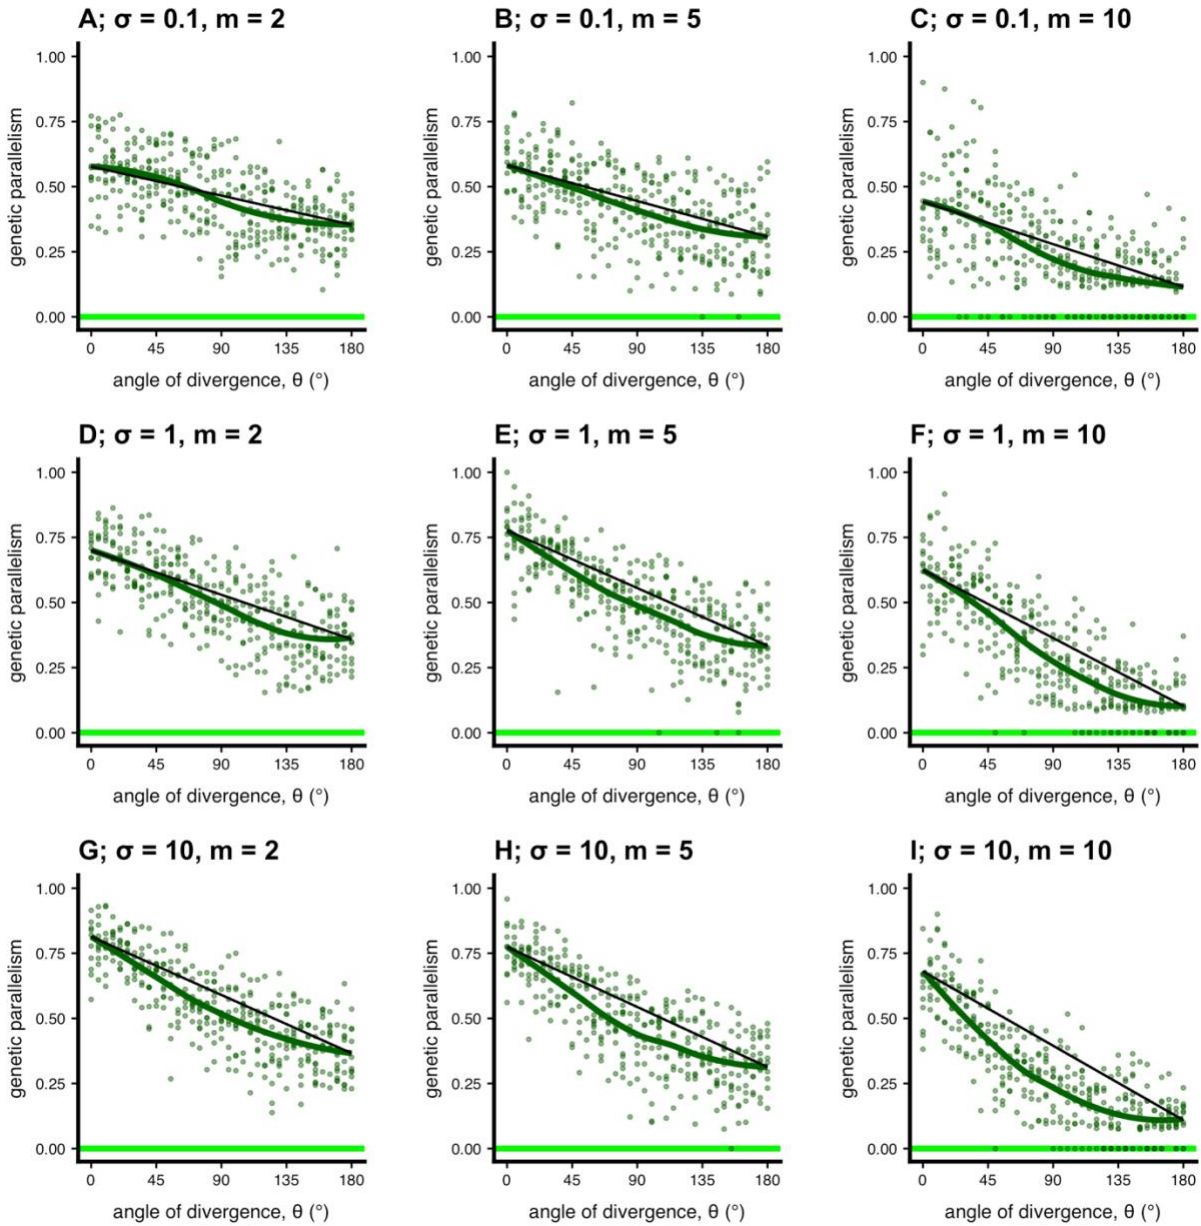 A; σ = 0.1, m = 2
1.00
0.75
0.50
0.25
0.00
genetic parallelism
0 45 90 135 180
angle of divergence, θ (°)
B; σ = 0.1, m = 5
1.00
0.75
0.50
0.25
0.00
genetic parallelism
0 45 90 135 180
angle of divergence, θ (°)
C; σ = 0.1, m = 10
1.00
0.75
0.50
0.25
0.00
genetic parallelism
0 45 90 135 180
angle of divergence, θ (°)
D; σ = 1, m = 2
1.00
0.75
0.50
0.25
0.00
genetic parallelism
0 45 90 135 180
angle of divergence, θ (°)
E; σ = 1, m = 5
1.00
0.75
0.50
0.25
0.00
genetic parallelism
0 45 90 135 180
angle of divergence, θ (°)
F; σ = 1, m = 10
1.00
0.75
0.50
0.25
0.00
genetic parallelism
0 45 90 135 180
angle of divergence, θ (°)
G; σ = 10, m = 2
1.00
0.75
0.50
0.25
0.00
genetic parallelism
0 45 90 135 180
angle of divergence, θ (°)
H; σ = 10, m = 5
1.00
0.75
0.50
0.25
0.00
genetic parallelism
0 45 90 135 180
angle of divergence, θ (°)
I; σ = 10, m = 10
1.00
0.75
0.50
0.25
0.00
genetic parallelism
0 45 90 135 180
angle of divergence, θ (°)